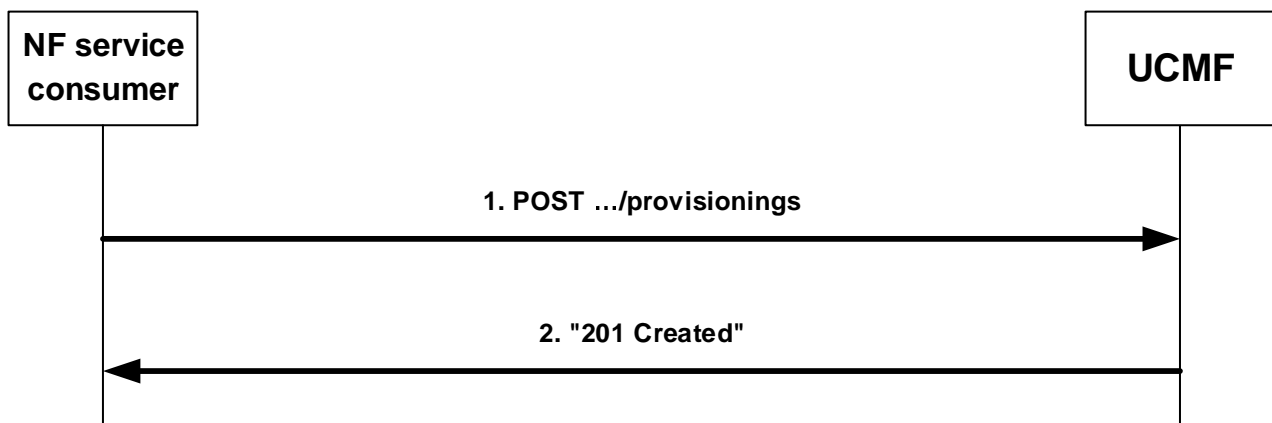 NF service
consumer
UCMF
1. POST …/provisionings
2. "201 Created"